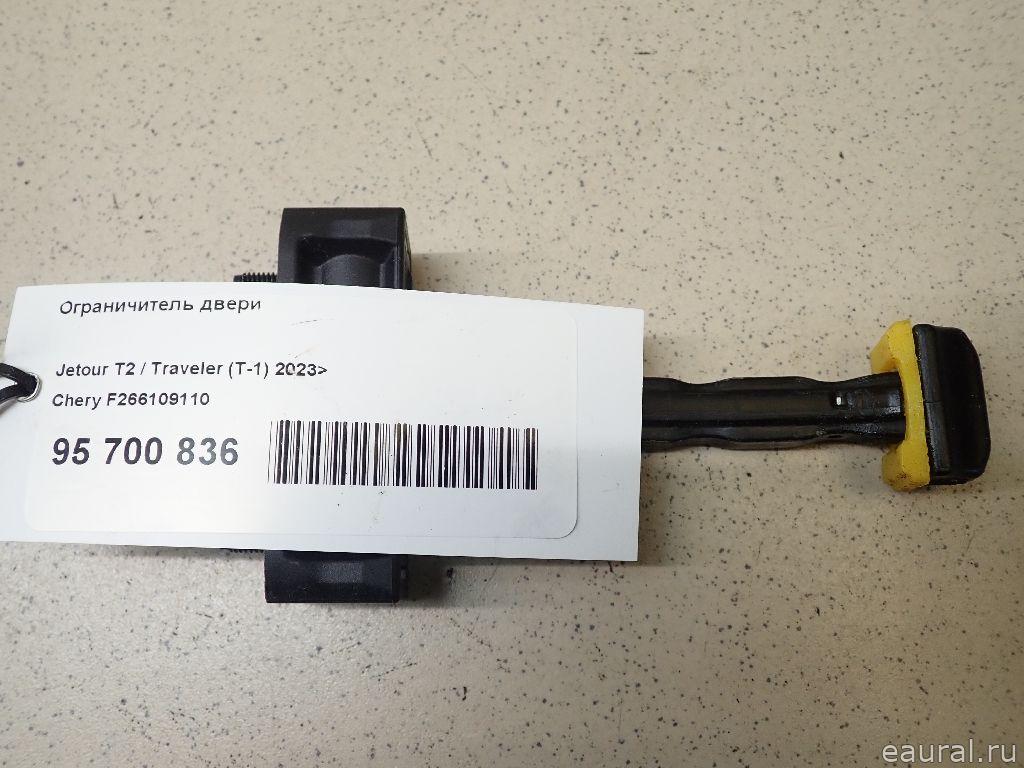 Ограничитель двери
Jetour T2 / Traveler (T-1) 2023>
Chery F266109110
95 700 836
eaural.ru